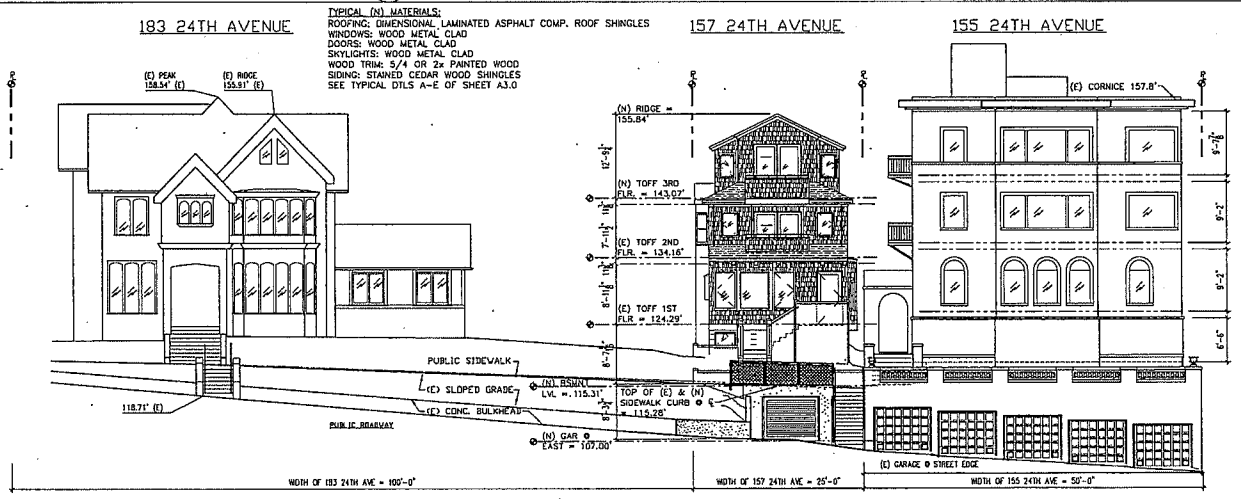 183 24TH AVENUE
TYPICAL (N) MATERIALS:
ROOFING: DIMENSIONAL LAMINATED ASPHALT COMP. ROOF SHINGLES
WINDOWS: WOOD METAL CLAD
DOORS: WOOD METAL CLAD
SKYLIGHTS: WOOD METAL CLAD
WOOD TRIM: 5/4 OR 2x PAINTED WOOD
SIDING: STAINED CEDAR WOOD SHINGLES
SEE TYPICAL DTLS A-E OF SHEET A3.0
157 24TH AVENUE
155 24TH AVENUE
(E) PEAK
158.54' (E)
(E) RIDGE
155.91' (E)
(E) CORNICE 157.8'
(N) RIDGE =
155.84'
(N) TOFF 3RD
FLR. = 143.07'
(E) TOFF 2ND
FLR. = 134.16'
(E) TOFF 1ST
FLR = 124.29'
9'-2"
9'-2"
6'-6"
PUBLIC SIDEWALK
(E) SLOPED GRADE
(E) CONC. BULKHEAD
118.71' (E)
PUBLIC ROADWAY
(N) BSMNT
LVL = 115.31'
TOP OF (E) & (N)
SIDEWALK CURB @ ℄
= 115.28'
(N) GAR @
EAST = 107.00'
(E) GARAGE @ STREET EDGE
WIDTH OF 183 24TH AVE = 100'-0"
WIDTH OF 157 24TH AVE = 25'-0"
WIDTH OF 155 24TH AVE = 50'-0"